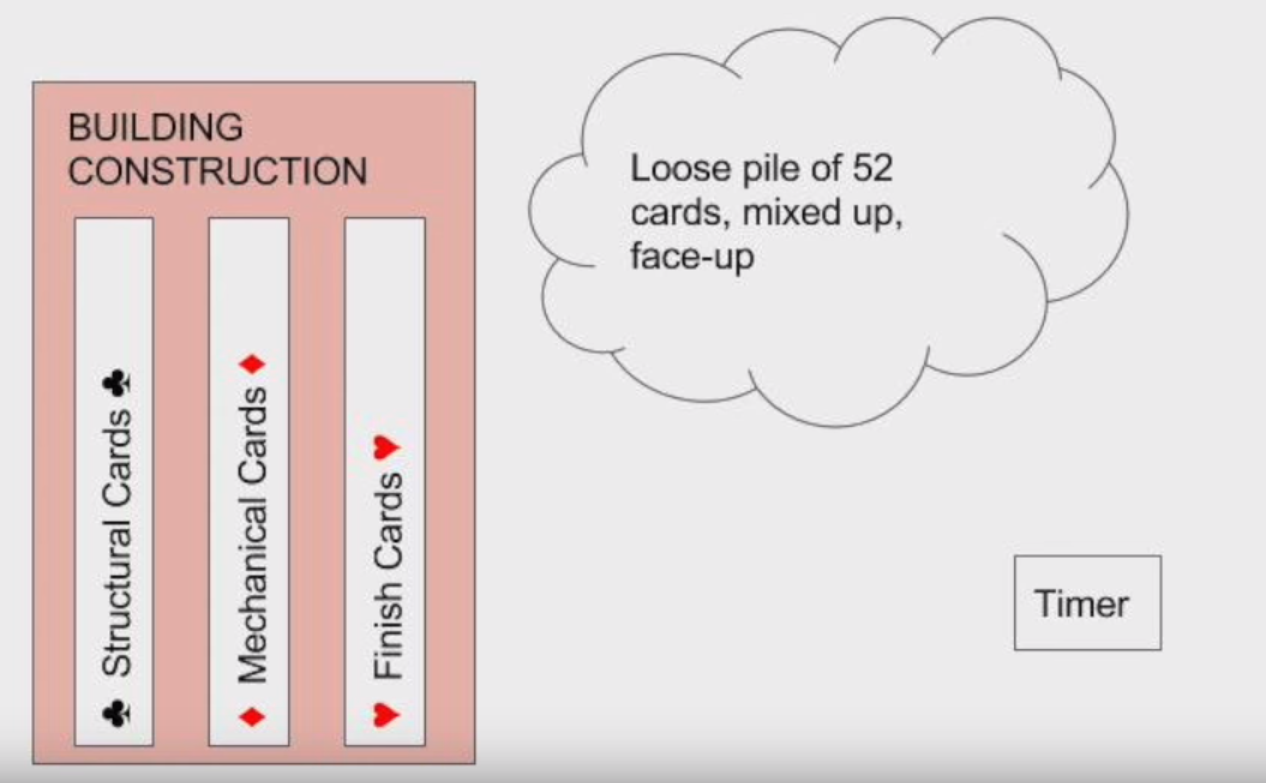 BUILDING
CONSTRUCTION
♣ Structural Cards ♣
♦ Mechanical Cards ♦
♥ Finish Cards ♥
Loose pile of 52
cards, mixed up,
face-up
Timer